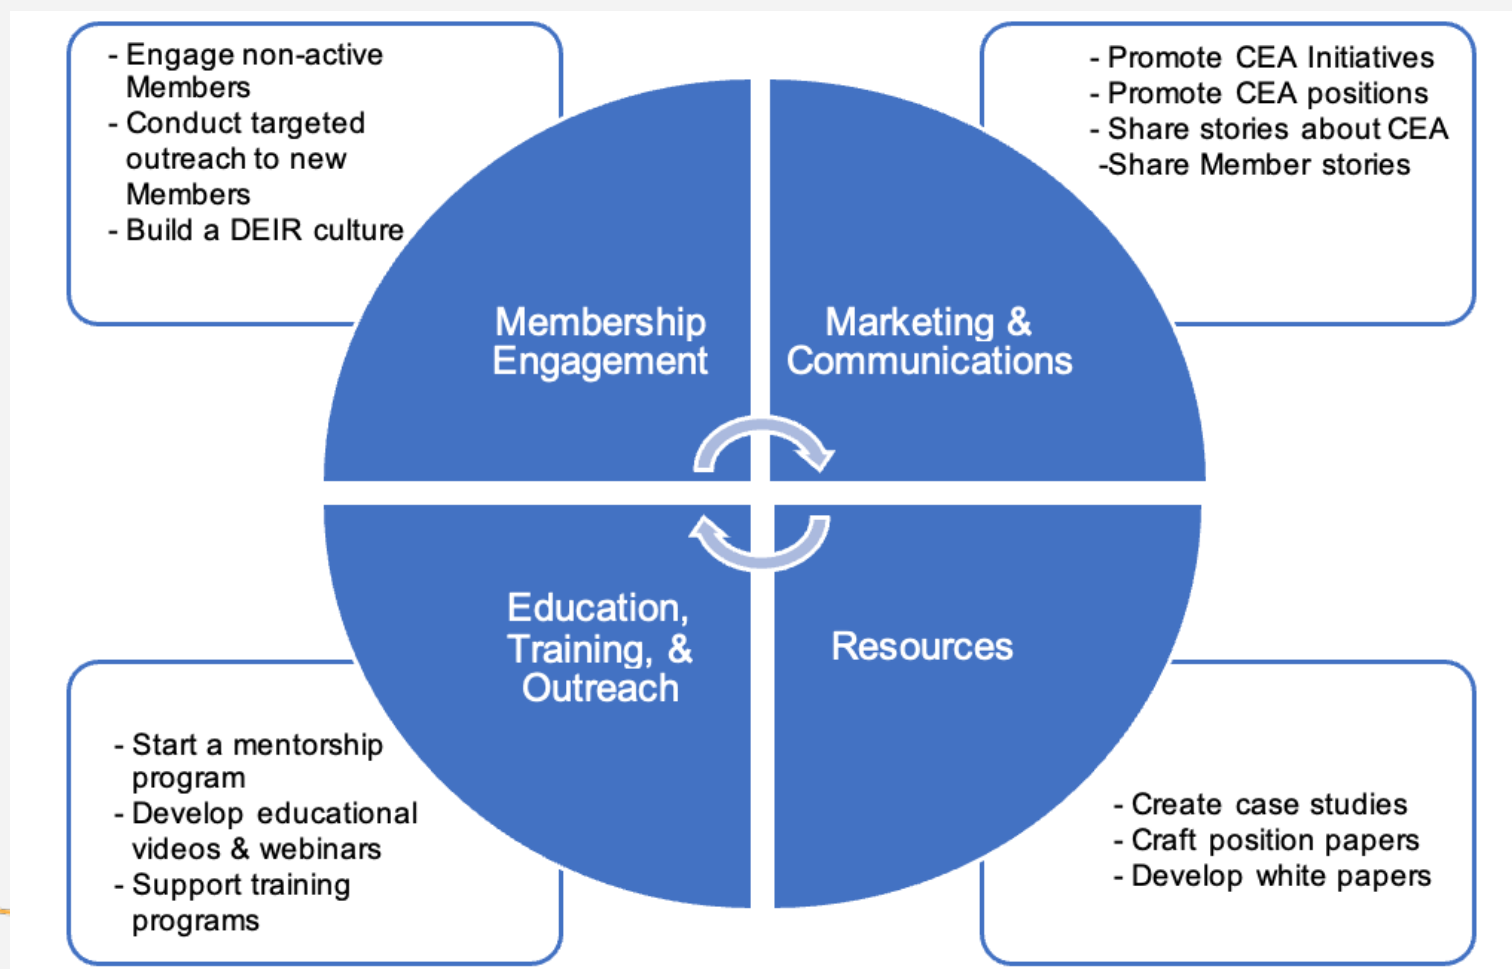 - Engage non-active
Members
- Conduct targeted
outreach to new
Members
- Build a DEIR culture
- Promote CEA Initiatives
- Promote CEA positions
- Share stories about CEA
-Share Member stories
Membership
Engagement
Marketing &
Communications
Education,
Training, &
Outreach
Resources
- Start a mentorship
program
- Develop educational
videos & webinars
- Support training
programs
- Create case studies
- Craft position papers
- Develop white papers